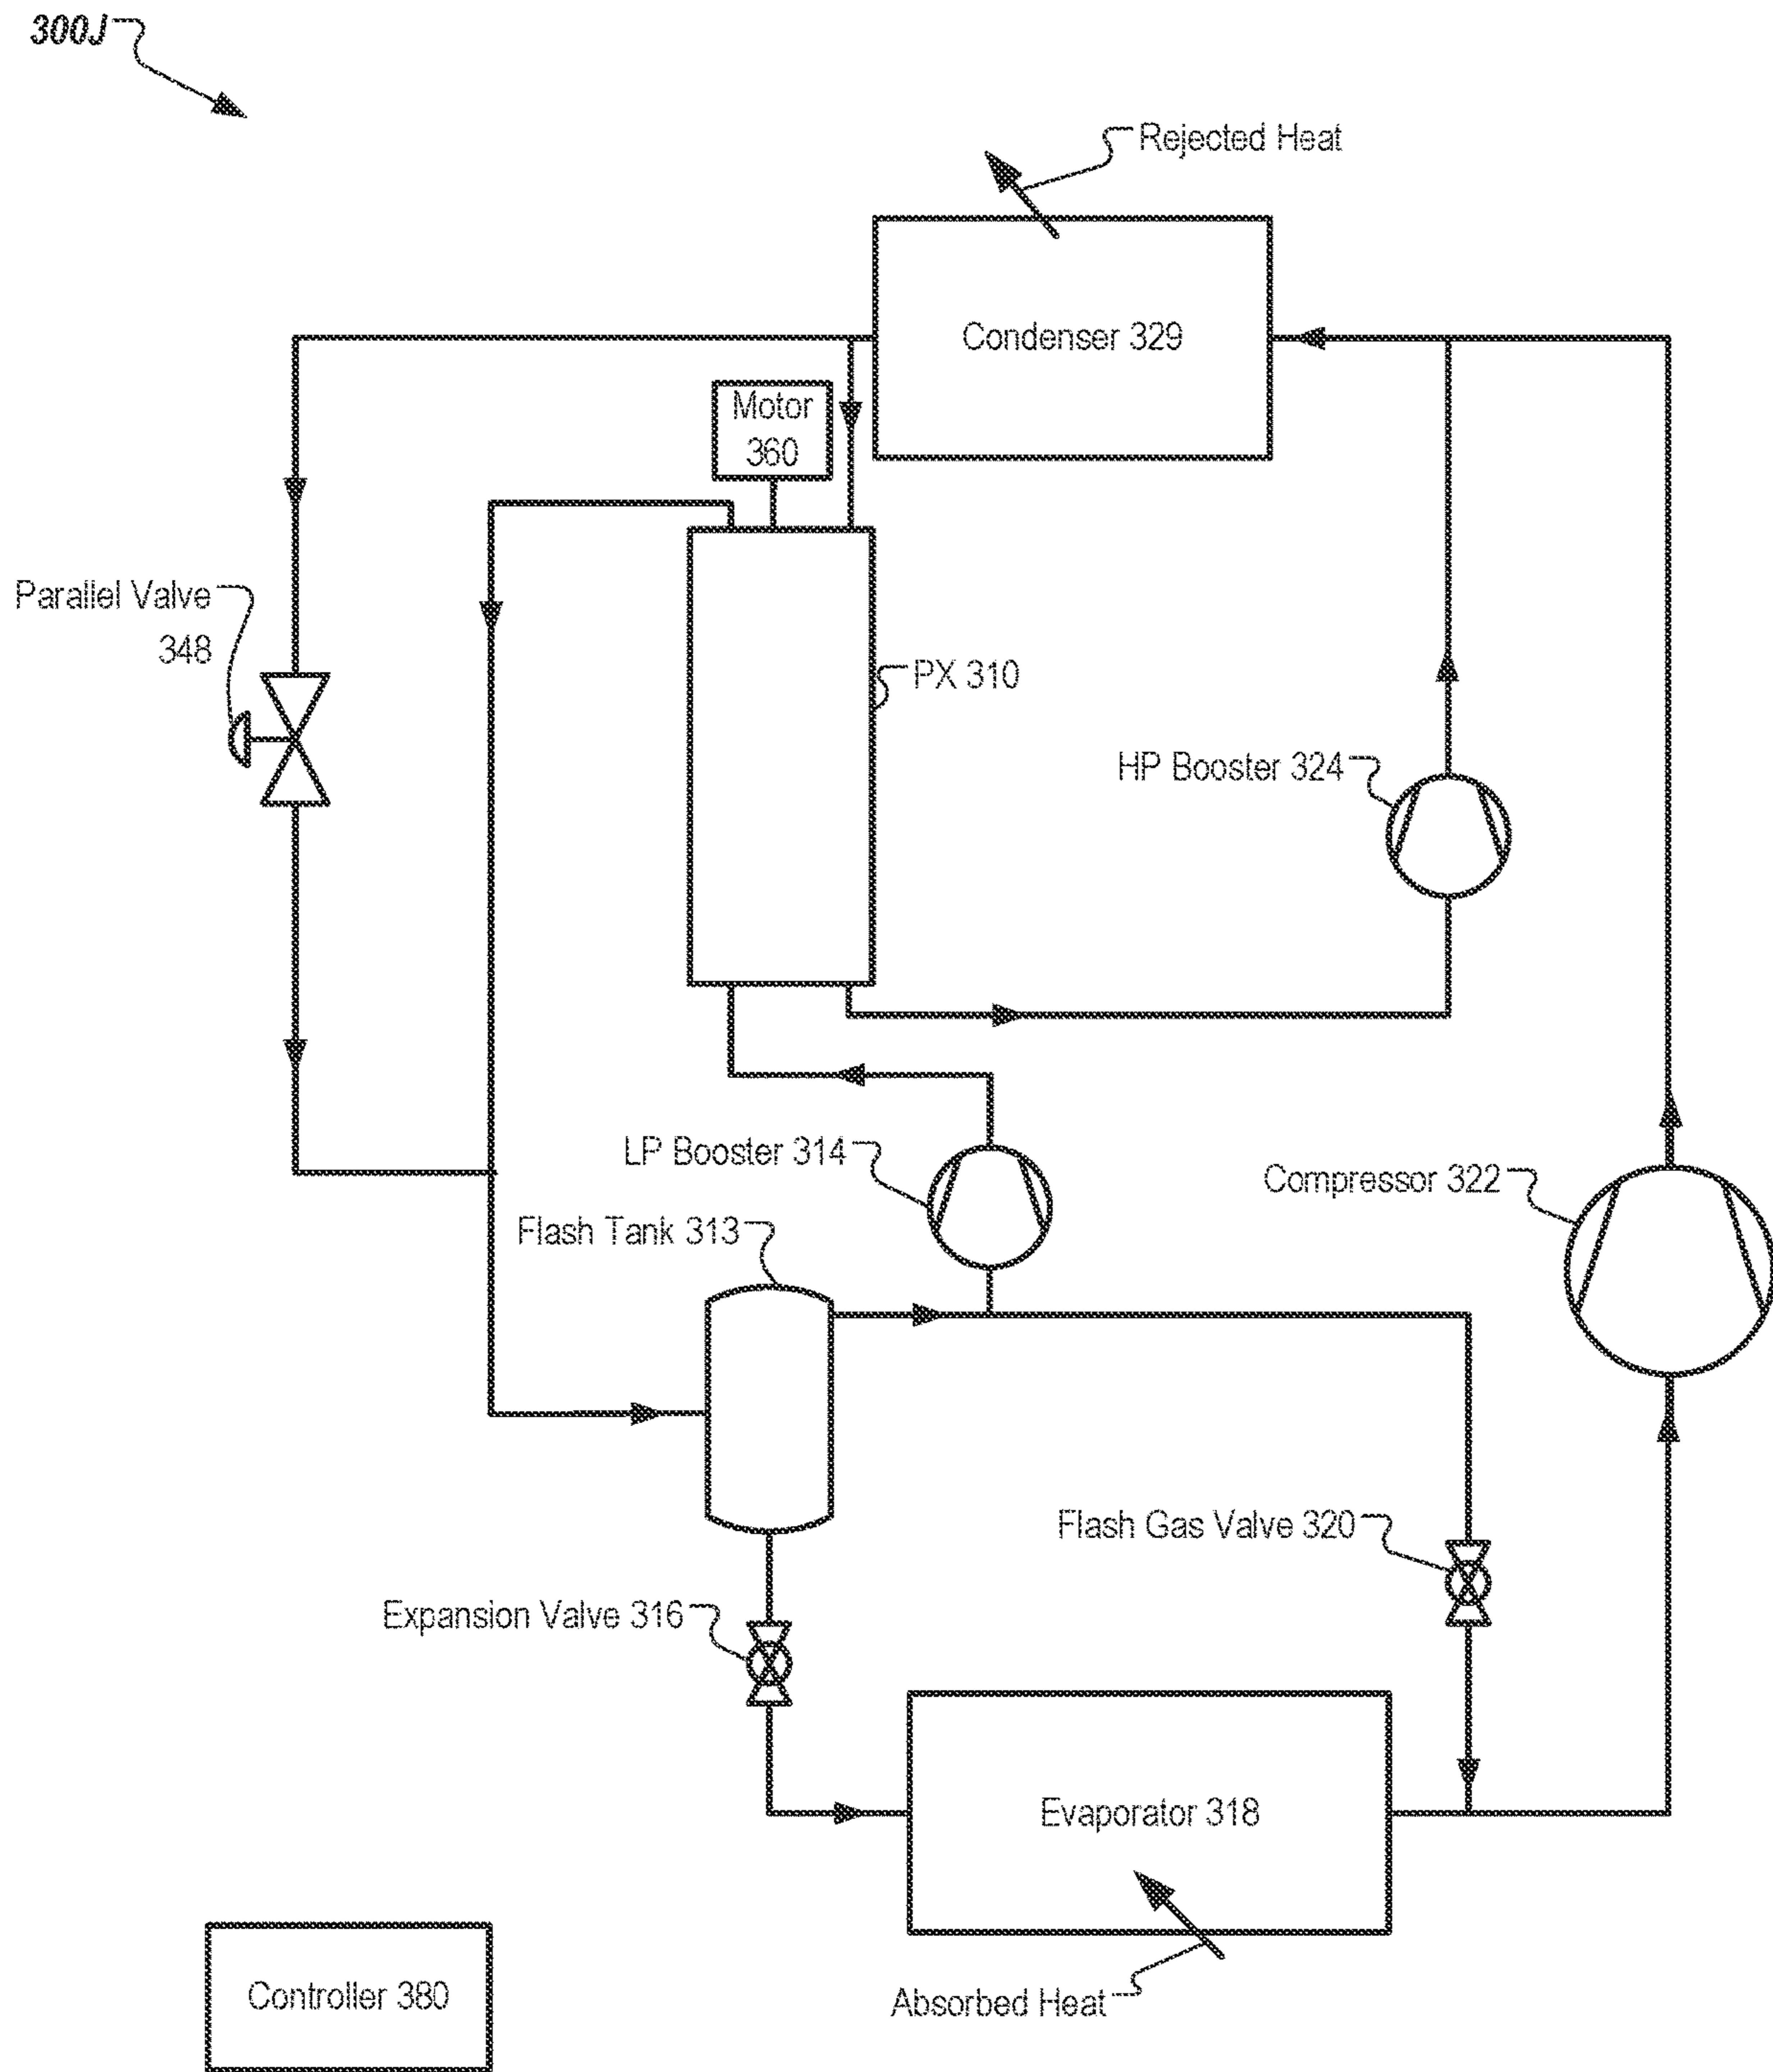 300J
Rejected Heat
Condenser 329
Motor
360
Parallel Valve
348
PX 310
HP Booster 324
LP Booster 314
Compressor 322
Flash Tank 313
Flash Gas Valve 320
Expansion Valve 316
Evaporator 318
Controller 380
Absorbed Heat